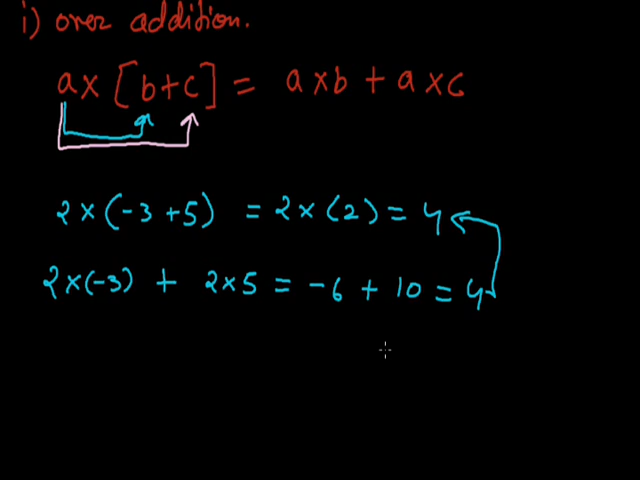 i) over addition.
a × [b+c] = a × b + a × c
2 × (-3 + 5) = 2 × (2) = 4
2 × (-3) + 2 × 5 = -6 + 10 = 4